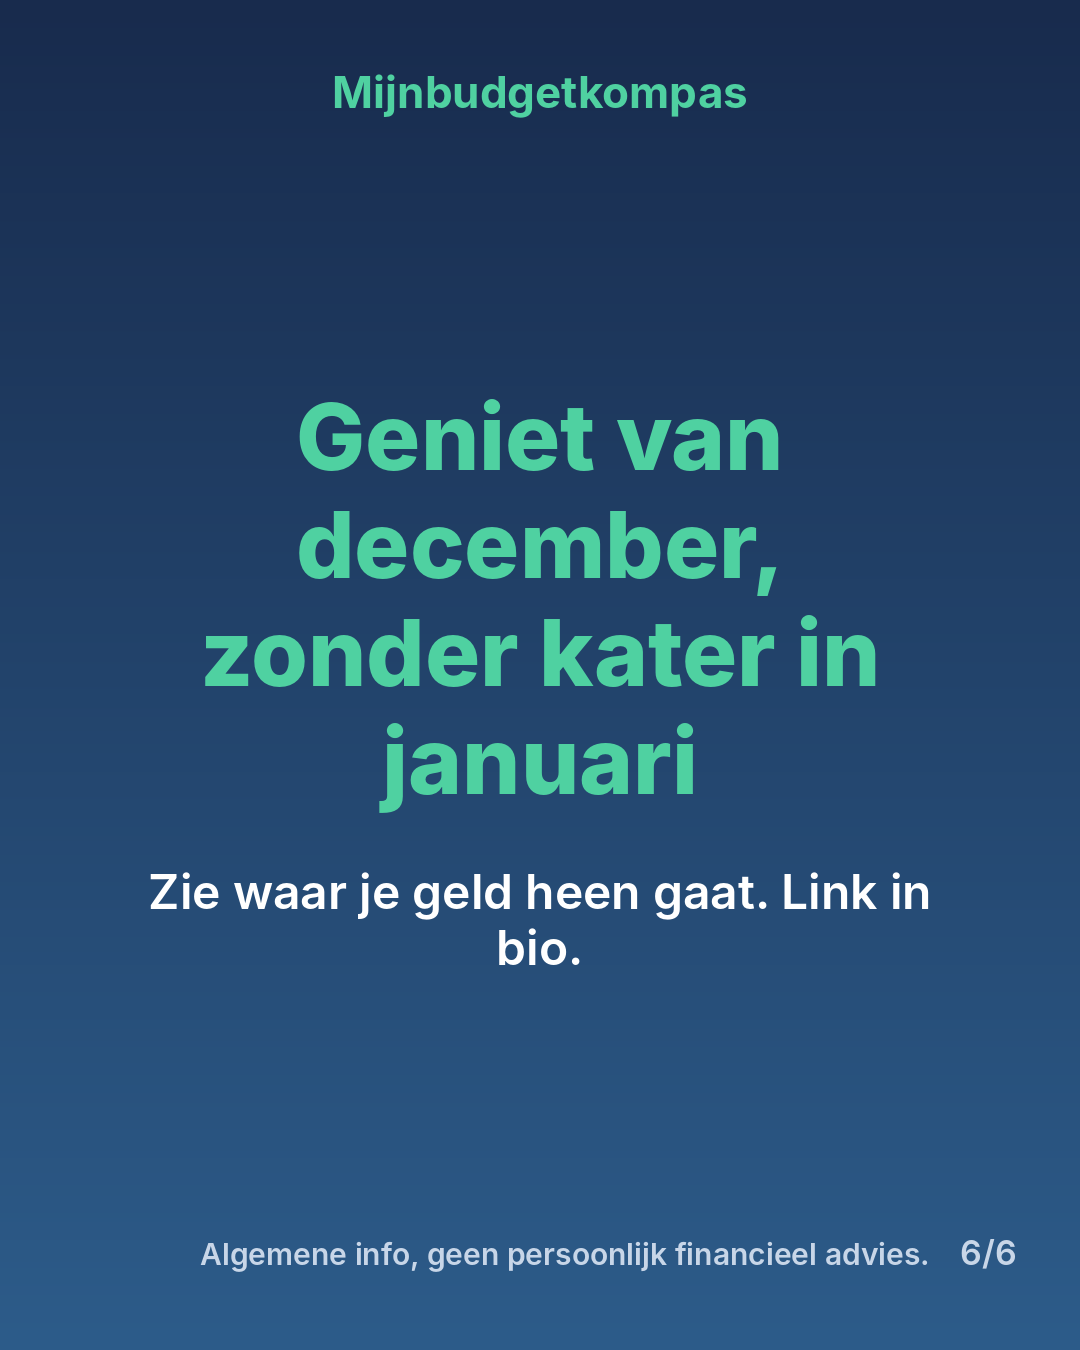 Mijnbudgetkompas
Geniet van
december,
zonder kater in
januari
Zie waar je geld heen gaat. Link in
bio.
Algemene info, geen persoonlijk financieel advies. 6/6